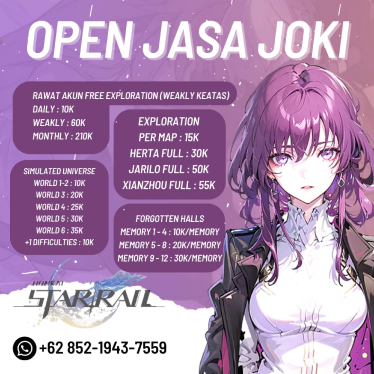 OPEN JASA JOKI
RAWAT AKUN FREE EXPLORATION (WEAKLY KEATAS)
DAILY : 10K
WEAKLY : 60K
MONTHLY : 210K
EXPLORATION
PER MAP : 15K
HERTA FULL : 30K
JARILO FULL : 50K
XIANZHOU FULL : 55K
SIMULATED UNIVERSE
WORLD 1-2 : 10K
WORLD 3 : 20K
WORLD 4 : 25K
WORLD 5 : 30K
WORLD 6 : 35K
+1 DIFFICULTIES : 10K
FORGOTTEN HALLS
MEMORY 1 - 4 : 10K/MEMORY
MEMORY 5 - 8 : 20K/MEMORY
MEMORY 9 - 12 : 30K/MEMORY
HONKAI
STAR RAIL
+62 852-1943-7559